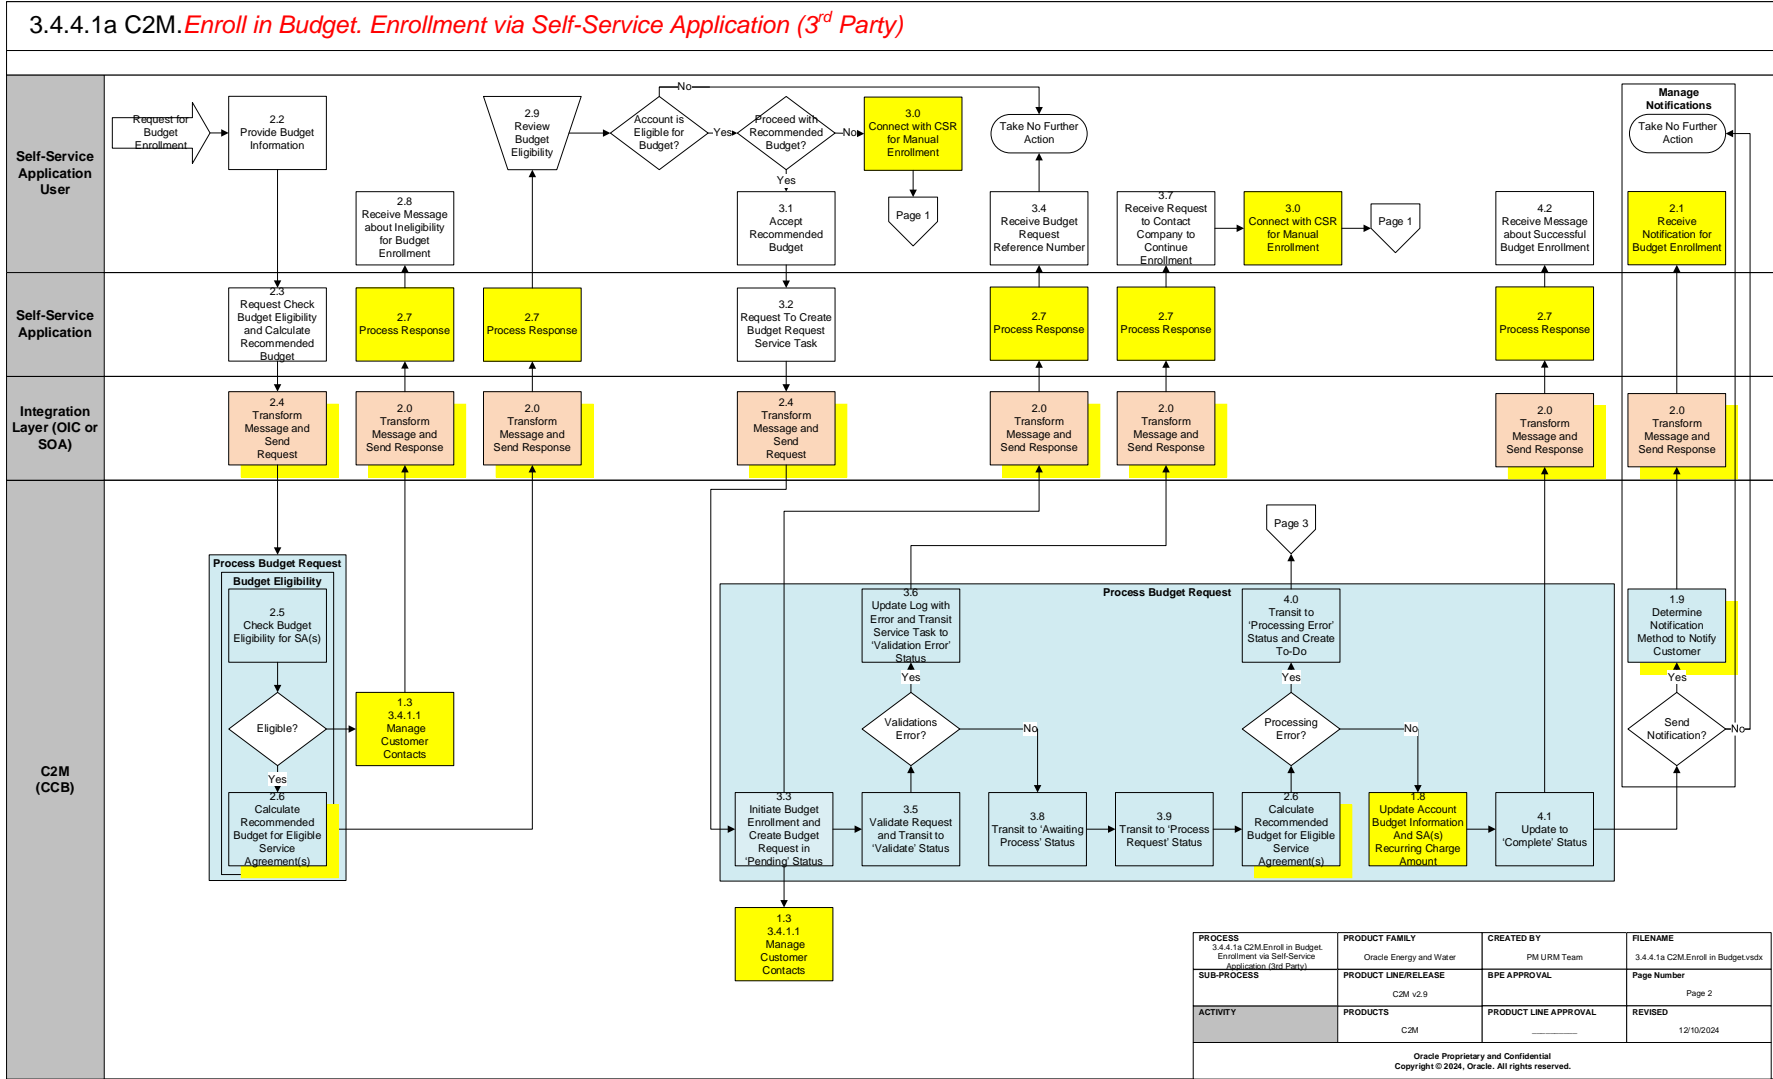 3.4.4.1a C2M.Enroll in Budget. Enrollment via Self-Service Application (3rd Party)
Self-Service
Application
User
Request for
Budget
Enrollment
2.2
Provide Budget
Information
2.8
Receive Message
about Ineligibility
for Budget
Enrollment
2.9
Review
Budget
Eligibility
Account is
Eligible for
Budget?
No
Yes
Proceed with
Recommended
Budget?
No
Yes
3.0
Connect with CSR
for Manual
Enrollment
Page 1
3.1
Accept
Recommended
Budget
Take No Further
Action
3.4
Receive Budget
Request
Reference Number
3.7
Receive Request
to Contact
Company to
Continue
Enrollment
3.0
Connect with CSR
for Manual
Enrollment
Page 1
4.2
Receive Message
about Successful
Budget Enrollment
Manage
Notifications
Take No Further
Action
2.1
Receive
Notification for
Budget Enrollment
Self-Service
Application
2.3
Request Check
Budget Eligibility
and Calculate
Recommended
Budget
2.7
Process Response
2.7
Process Response
3.2
Request To Create
Budget Request
Service Task
2.7
Process Response
2.7
Process Response
2.7
Process Response
Integration
Layer (OIC or
SOA)
2.4
Transform
Message and
Send
Request
2.0
Transform
Message and
Send Response
2.0
Transform
Message and
Send Response
2.4
Transform
Message and
Send
Request
2.0
Transform
Message and
Send Response
2.0
Transform
Message and
Send Response
2.0
Transform
Message and
Send Response
2.0
Transform
Message and
Send Response
C2M
(CCB)
Process Budget Request
Budget Eligibility
2.5
Check Budget
Eligibility for SA(s)
Eligible?
Yes
2.6
Calculate
Recommended
Budget for Eligible
Service
Agreement(s)
1.3
3.4.1.1
Manage
Customer
Contacts
Process Budget Request
3.3
Initiate Budget
Enrollment and
Create Budget
Request in
'Pending' Status
1.3
3.4.1.1
Manage
Customer
Contacts
3.6
Update Log with
Error and Transit
Service Task to
'Validation Error'
Status
Yes
Validations
Error?
No
3.5
Validate Request
and Transit to
'Validate' Status
3.8
Transit to 'Awaiting
Process' Status
3.9
Transit to 'Process
Request' Status
Page 3
4.0
Transit to
'Processing Error'
Status and Create
To-Do
Yes
Processing
Error?
No
2.6
Calculate
Recommended
Budget for Eligible
Service
Agreement(s)
1.8
Update Account
Budget Information
And SA(s)
Recurring Charge
Amount
4.1
Update to
'Complete' Status
1.9
Determine
Notification
Method to Notify
Customer
Yes
Send
Notification?
No
PROCESS
3.4.4.1a C2M.Enroll in Budget.
Enrollment via Self-Service
Application (3rd Party)
PRODUCT FAMILY
Oracle Energy and Water
CREATED BY
PM URM Team
FILENAME
3.4.4.1a C2M.Enroll in Budget.vsdx
SUB-PROCESS
PRODUCT LINE/RELEASE
C2M v2.9
BPE APPROVAL
Page Number
Page 2
ACTIVITY
PRODUCTS
C2M
PRODUCT LINE APPROVAL
__________
REVISED
12/10/2024
Oracle Proprietary and Confidential
Copyright © 2024, Oracle. All rights reserved.